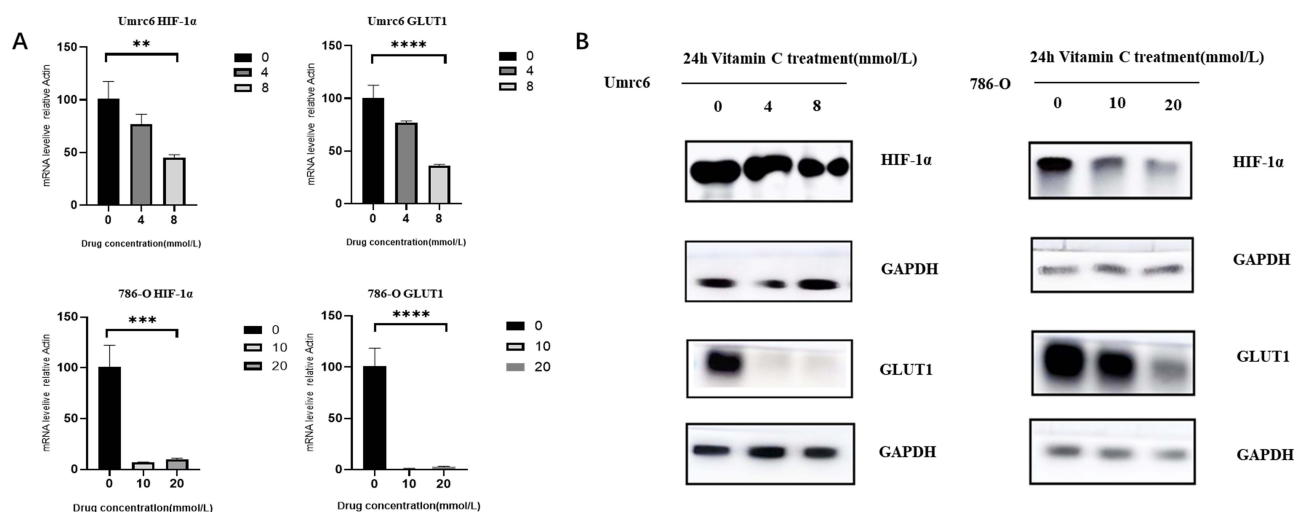 A
Umrc6 HIF-1α
**
mRNA levelive relative Actin
150
100
50
0
0 4 8
Drug concentration(mmol/L)
0
4
8
Umrc6 GLUT1
****
mRNA levelive relative Actin
150
100
50
0
0 4 8
Drug concentration(mmol/L)
0
4
8
786-O HIF-1α
***
mRNA levelive relative Actin
150
100
50
0
0 10 20
Drug concentration(mmol/L)
0
10
20
786-O GLUT1
****
mRNA levelive relative Actin
150
100
50
0
0 10 20
Drug concentration(mmol/L)
0
10
20
B
24h Vitamin C treatment(mmol/L)
Umrc6
0 4 8
HIF-1α
GAPDH
GLUT1
GAPDH
24h Vitamin C treatment(mmol/L)
786-O
0 10 20
HIF-1α
GAPDH
GLUT1
GAPDH